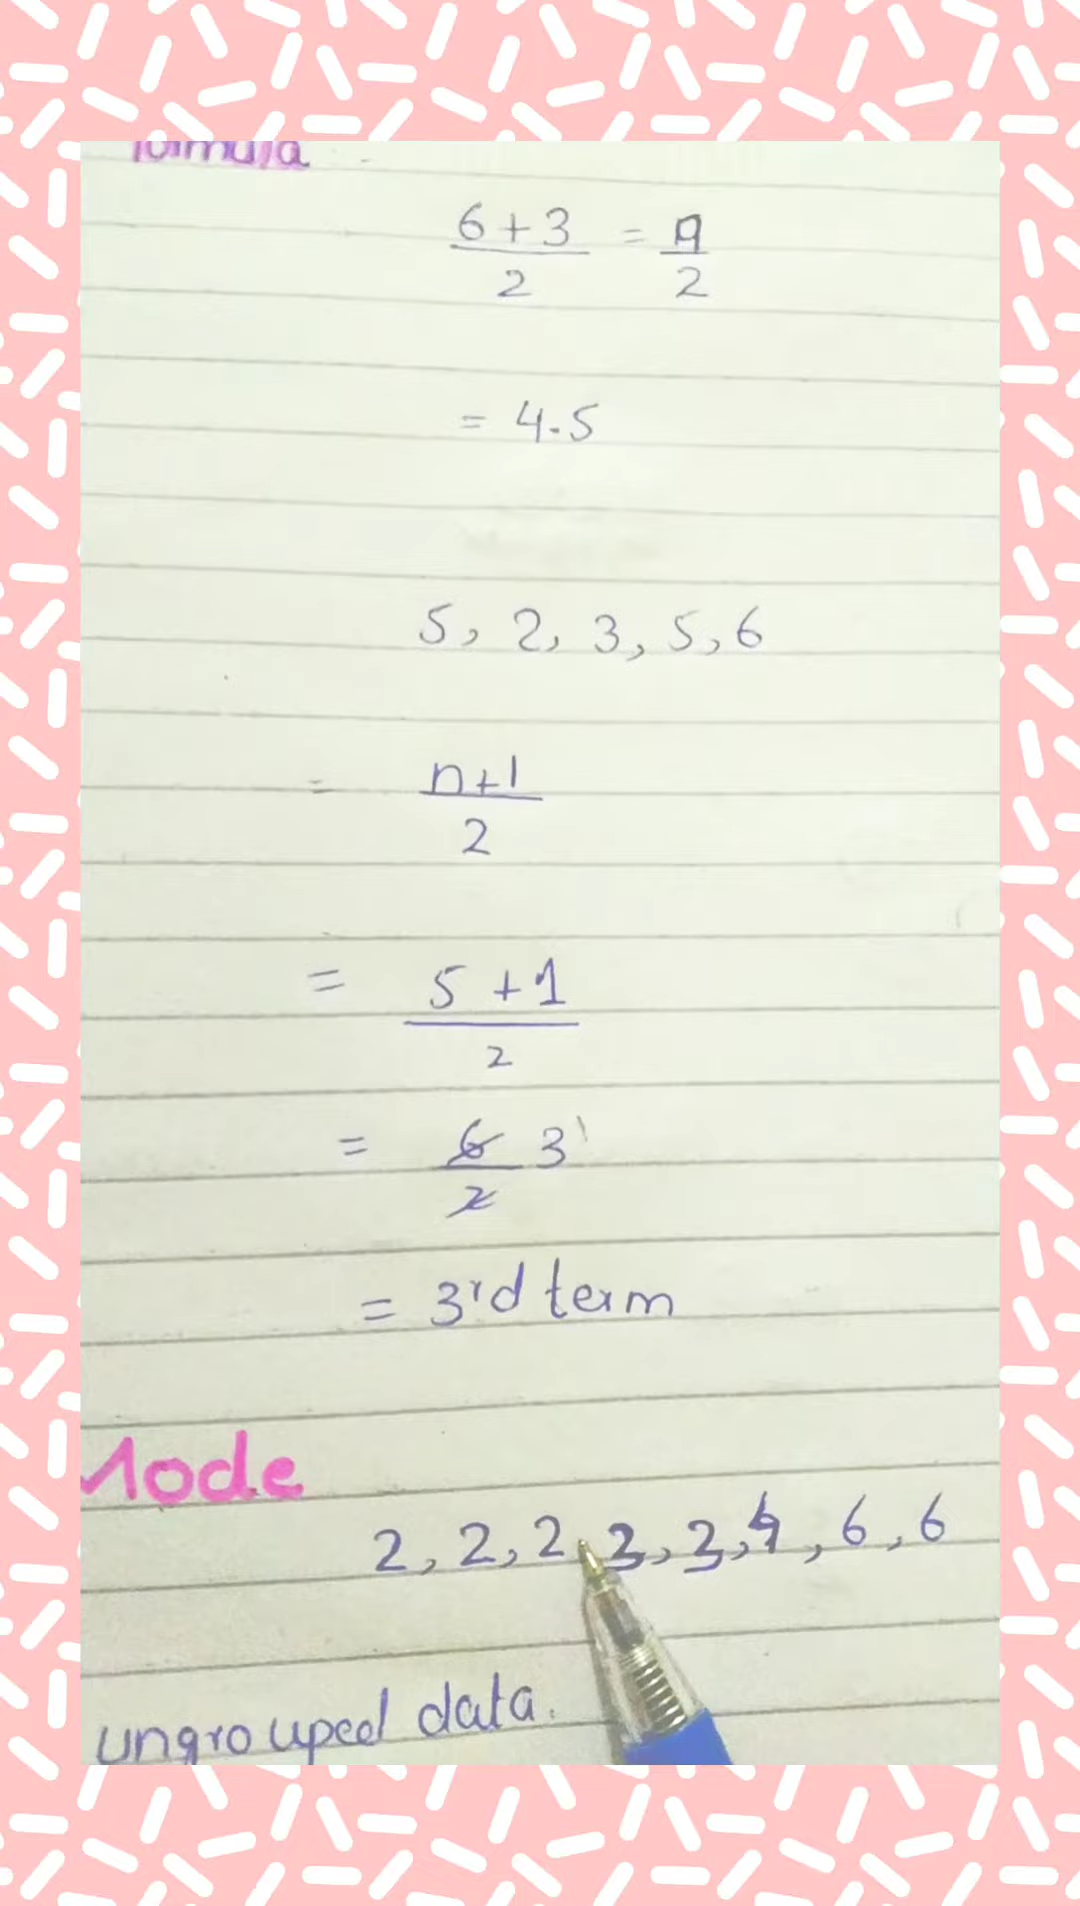 formula
6+3/2 = 9/2
= 4.5
5, 2, 3, 5, 6
= n+1/2
= 5+1/2
= 6/2 3
= 3rd term
Mode
2, 2, 2, 3, 3, 4, 6, 6
ungrouped data.